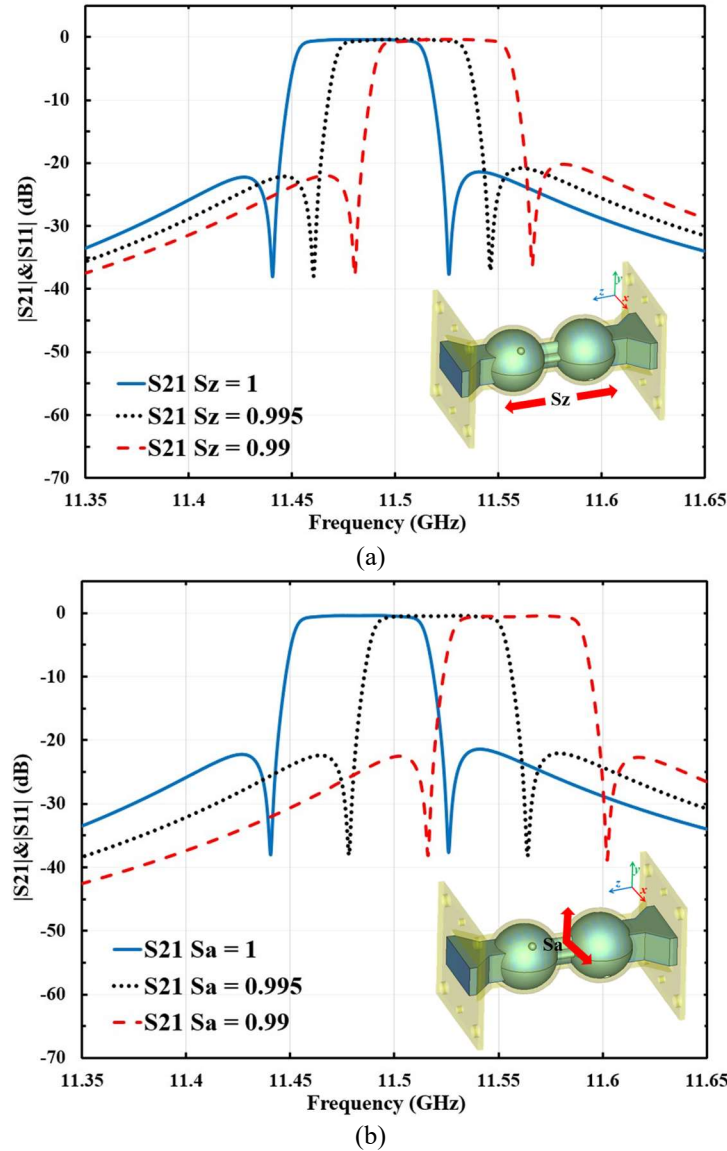 0
-10
-20
-30
-40
-50
-60
-70
|S21|&|S11| (dB)
S21 Sz = 1
S21 Sz = 0.995
S21 Sz = 0.99
z
y
x
Sz
11.35 11.4 11.45 11.5 11.55 11.6 11.65
Frequency (GHz)
(a)
0
-10
-20
-30
-40
-50
-60
-70
|S21|&|S11| (dB)
S21 Sa = 1
S21 Sa = 0.995
S21 Sa = 0.99
z
y
x
Sa
11.35 11.4 11.45 11.5 11.55 11.6 11.65
Frequency (GHz)
(b)